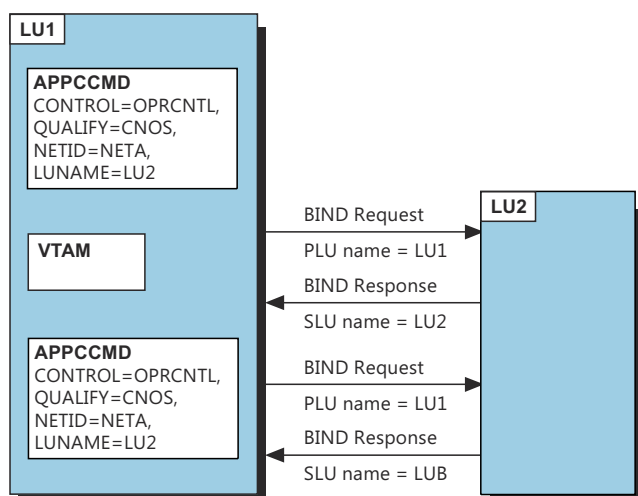 LU1
APPCCMD
CONTROL=OPRCNTL,
QUALIFY=CNOS,
NETID=NETA,
LUNAME=LU2
VTAM
APPCCMD
CONTROL=OPRCNTL,
QUALIFY=CNOS,
NETID=NETA,
LUNAME=LU2
BIND Request
PLU name = LU1
BIND Response
SLU name = LU2
BIND Request
PLU name = LU1
BIND Response
SLU name = LUB
LU2